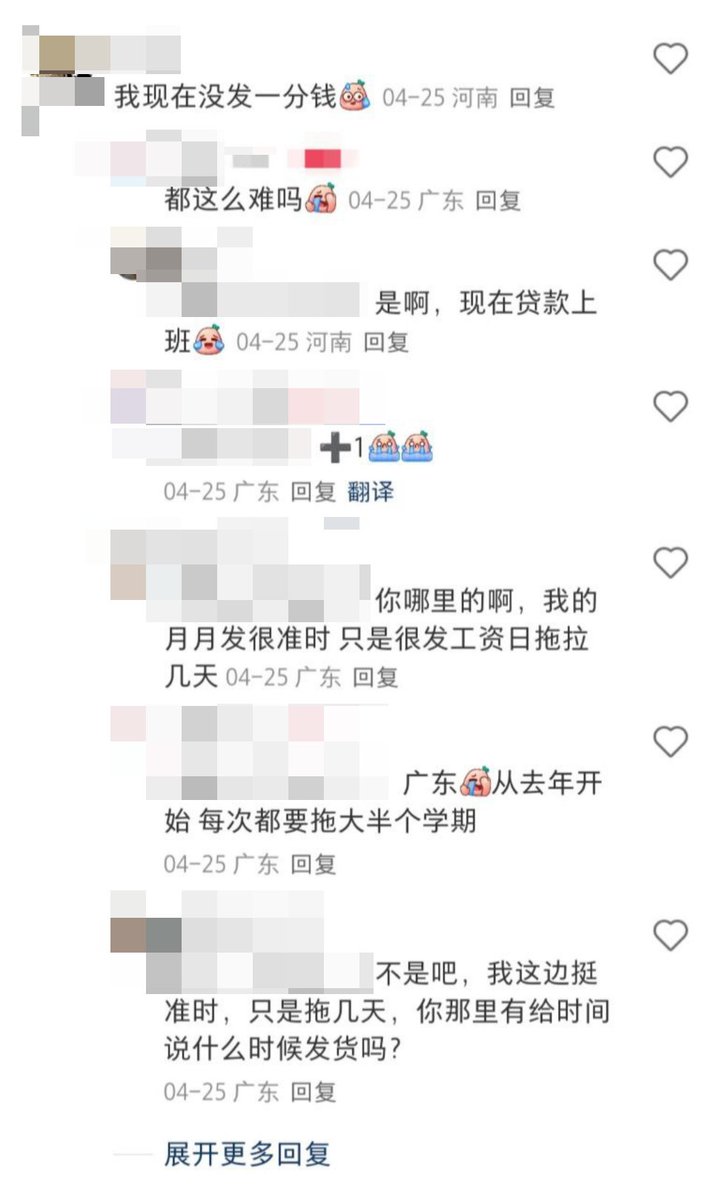 我现在没发一分钱 04-25 河南 回复
都这么难吗 04-25 广东 回复
是啊，现在贷款上
班 04-25 河南 回复
➕1
04-25 广东 回复 翻译
你哪里的啊，我的
月月发很准时 只是很发工资日拖拉
几天 04-25 广东 回复
广东 从去年开
始 每次都要拖大半个学期
04-25 广东 回复
不是吧，我这边挺
准时，只是拖几天，你那里有给时间
说什么时候发货吗?
04-25 广东 回复
展开更多回复